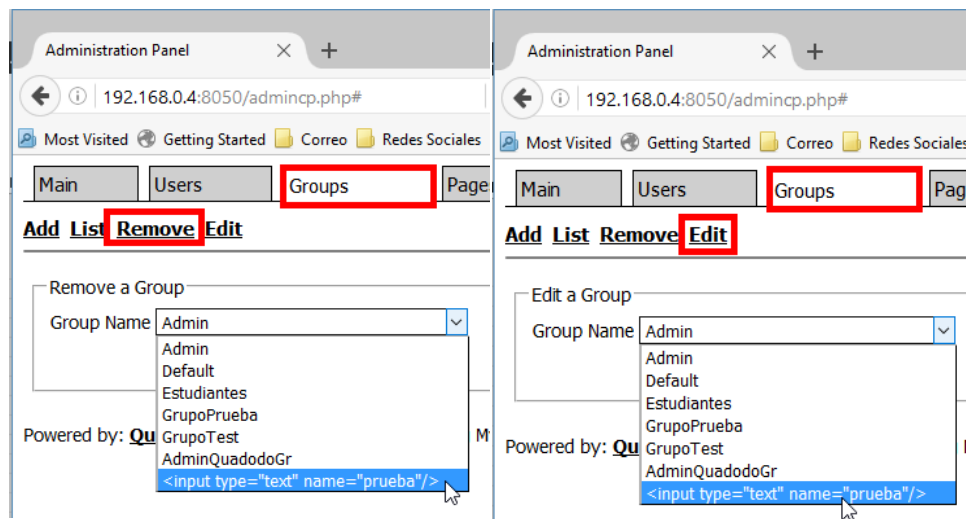 Administration Panel
192.168.0.4:8050/admincp.php#
Most Visited Getting Started Correo Redes Sociales
Main Users Groups Page
Add List Remove Edit
Remove a Group
Group Name Admin
Admin
Default
Estudiantes
GrupoPrueba
GrupoTest
AdminQuadodoGr
<input type="text" name="prueba"/>
Powered by: Qu M
Administration Panel
192.168.0.4:8050/admincp.php#
Most Visited Getting Started Correo Redes Sociales
Main Users Groups Pag
Add List Remove Edit
Edit a Group
Group Name Admin
Admin
Default
Estudiantes
GrupoPrueba
GrupoTest
AdminQuadodoGr
<input type="text" name="prueba"/>
Powered by: Qu